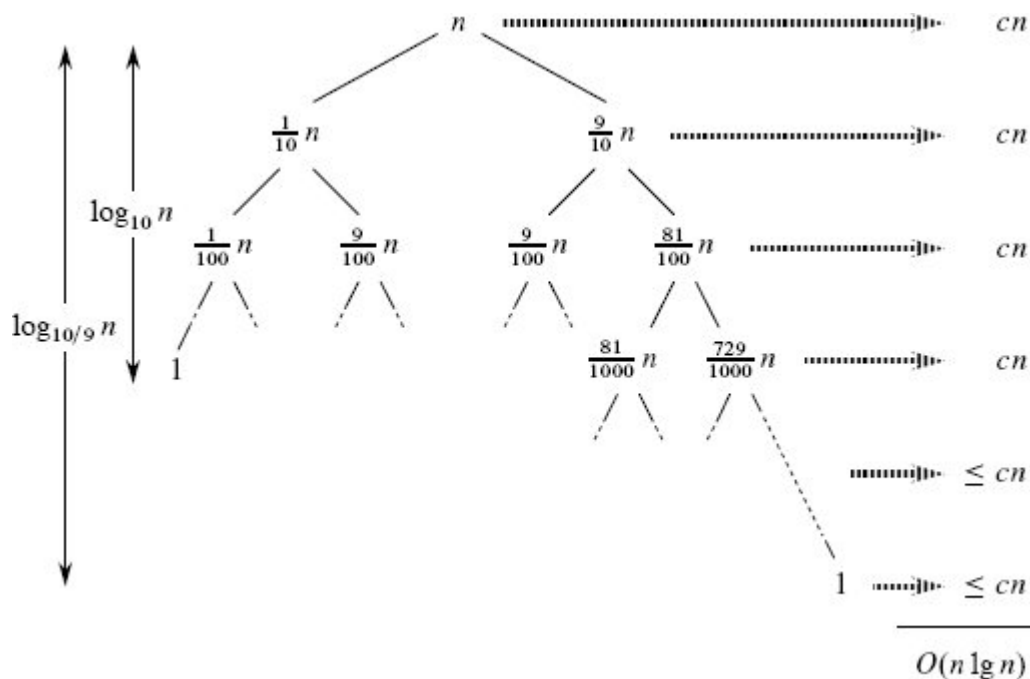 n cn
1/10 n 9/10 n cn
log₁₀ n
1/100 n 9/100 n 9/100 n 81/100 n cn
log₁₀/₉ n
1 81/1000 n 729/1000 n cn
≤ cn
1 ≤ cn
O(n lg n)